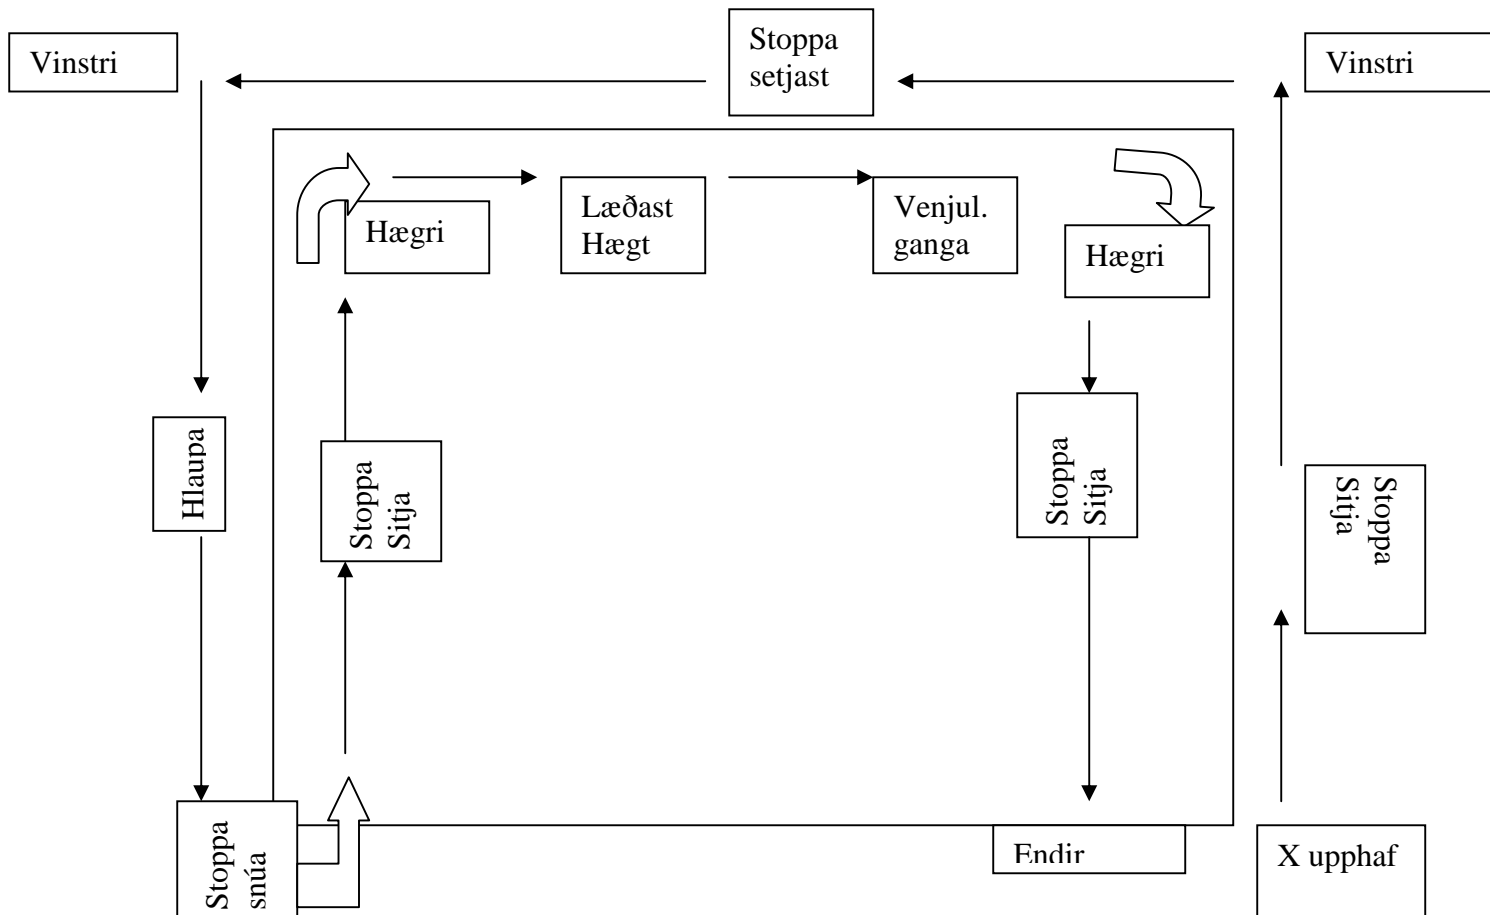 Vinstri
Stoppa
setjast
Vinstri
Hægri
Læðast
Hægt
Venjul.
ganga
Hægri
Hlaupa
Stoppa
Sitja
Stoppa
Sitja
Stoppa
Sitja
Stoppa
snúa
Endir
X upphaf